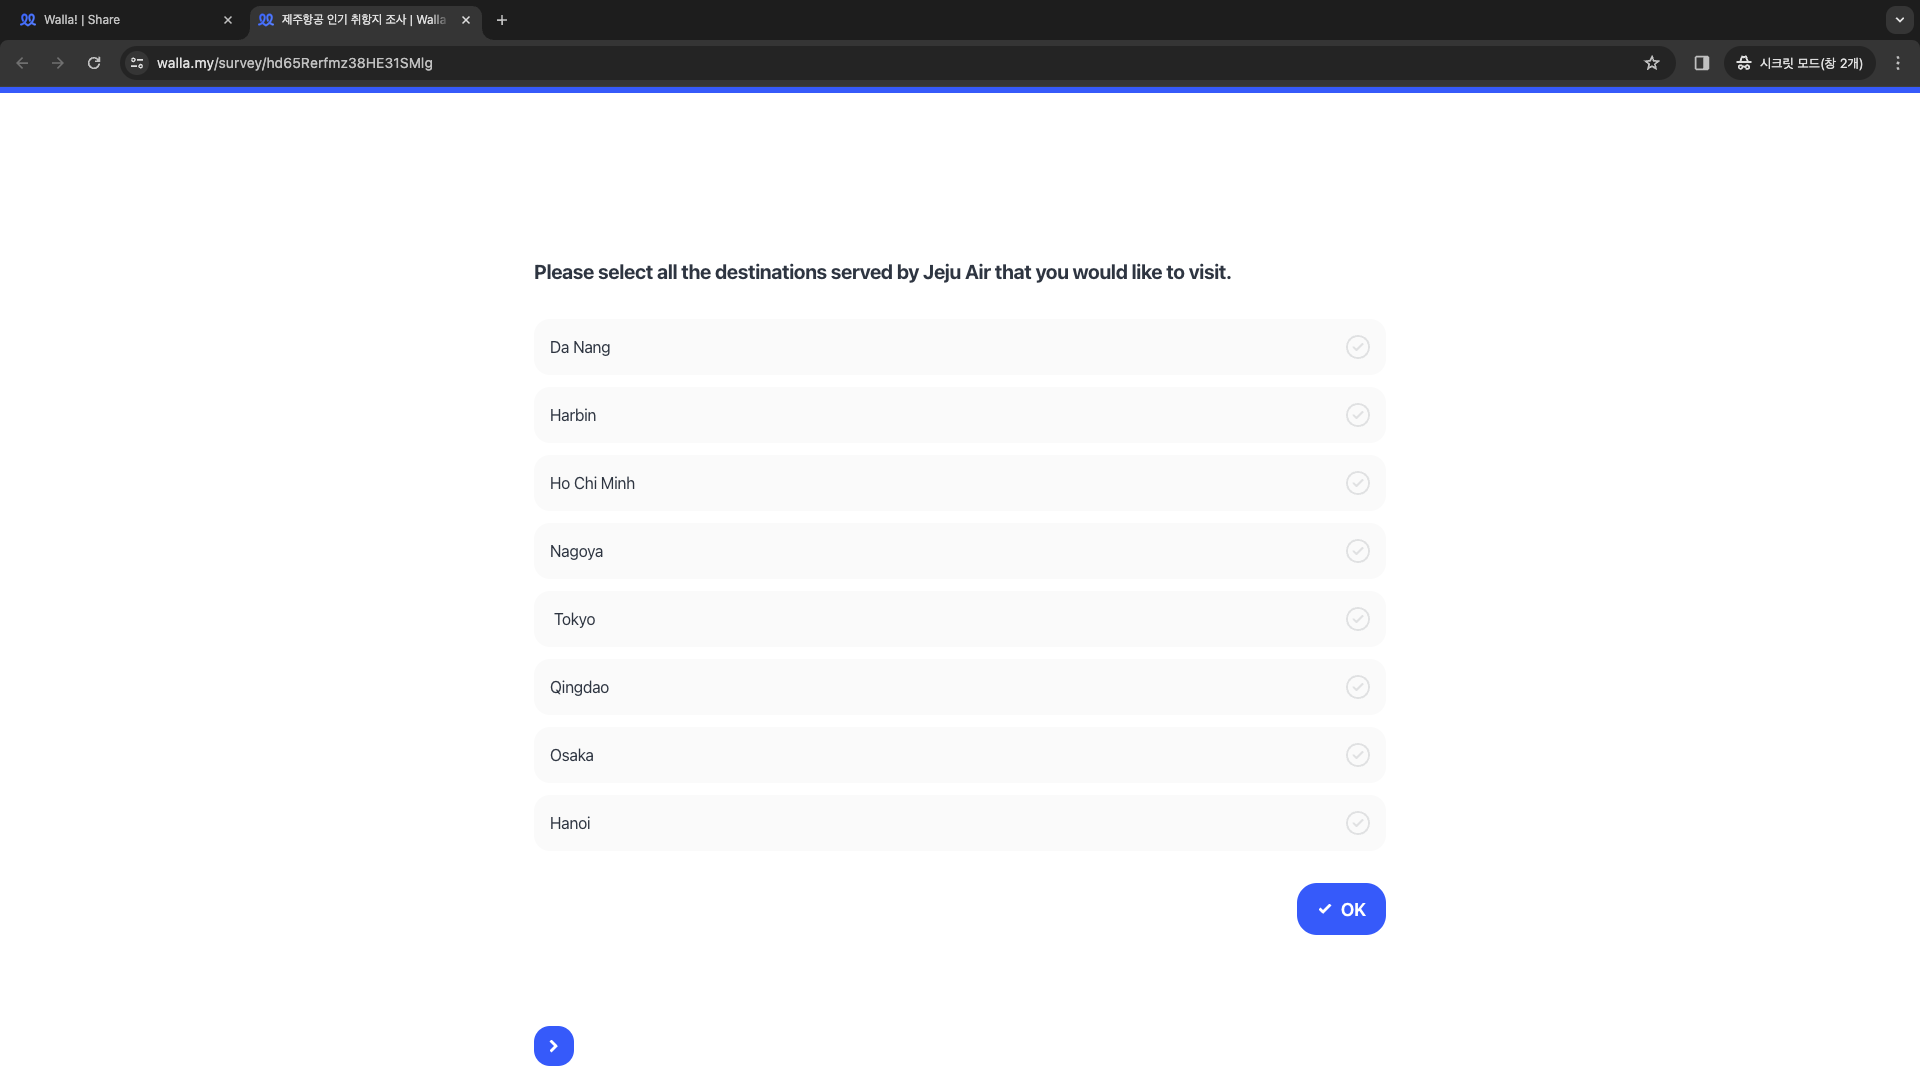 Walla! | Share
제주항공 인기 취항지 조사 | Walla
walla.my/survey/hd65Rerfmz38HE31SMlg
시크릿 모드(창 2개)
Please select all the destinations served by Jeju Air that you would like to visit.
Da Nang
Harbin
Ho Chi Minh
Nagoya
Tokyo
Qingdao
Osaka
Hanoi
OK